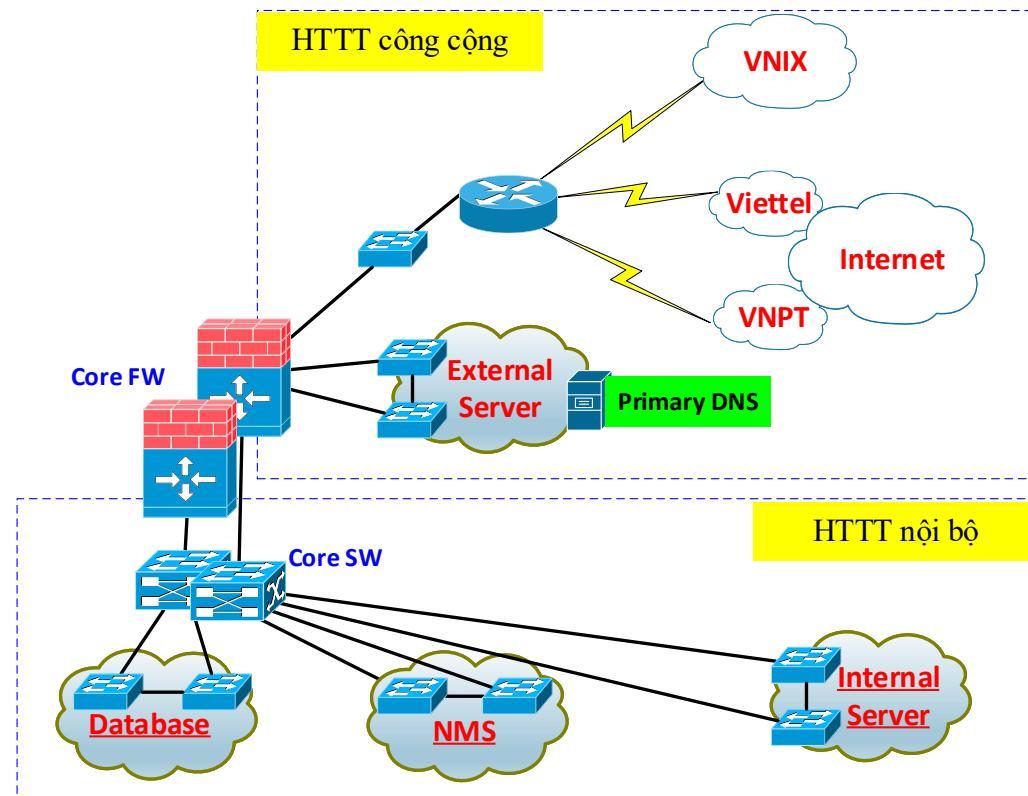 HTTT công cộng
VNIX
Viettel
Internet
VNPT
Core FW
External
Server
Primary DNS
HTTT nội bộ
Core SW
Database
NMS
Internal
Server